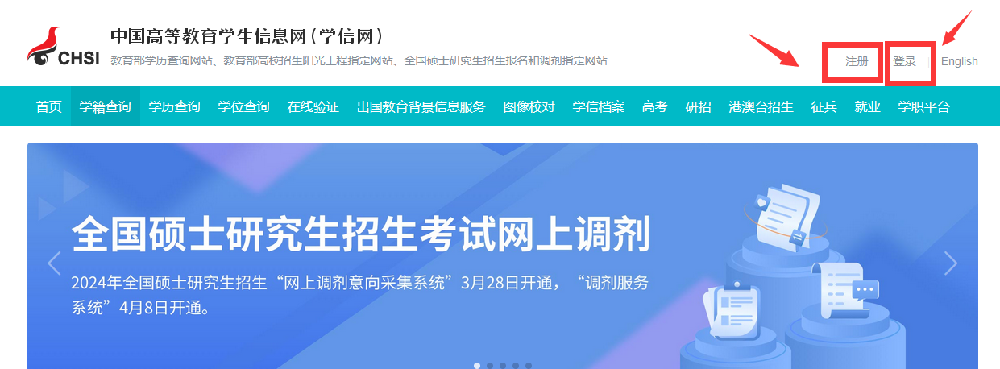 中国高等教育学生信息网(学信网)
CHSI
教育部学历查询网站、教育部高校招生阳光工程指定网站、全国硕士研究生招生报名和调剂指定网站
注册 登录 English
首页 学籍查询 学历查询 学位查询 在线验证 出国教育背景信息服务 图像校对 学信档案 高考 研招 港澳台招生 征兵 就业 学职平台
全国硕士研究生招生考试网上调剂
2024年全国硕士研究生招生“网上调剂意向采集系统”3月28日开通，“调剂服务
系统”4月8日开通。